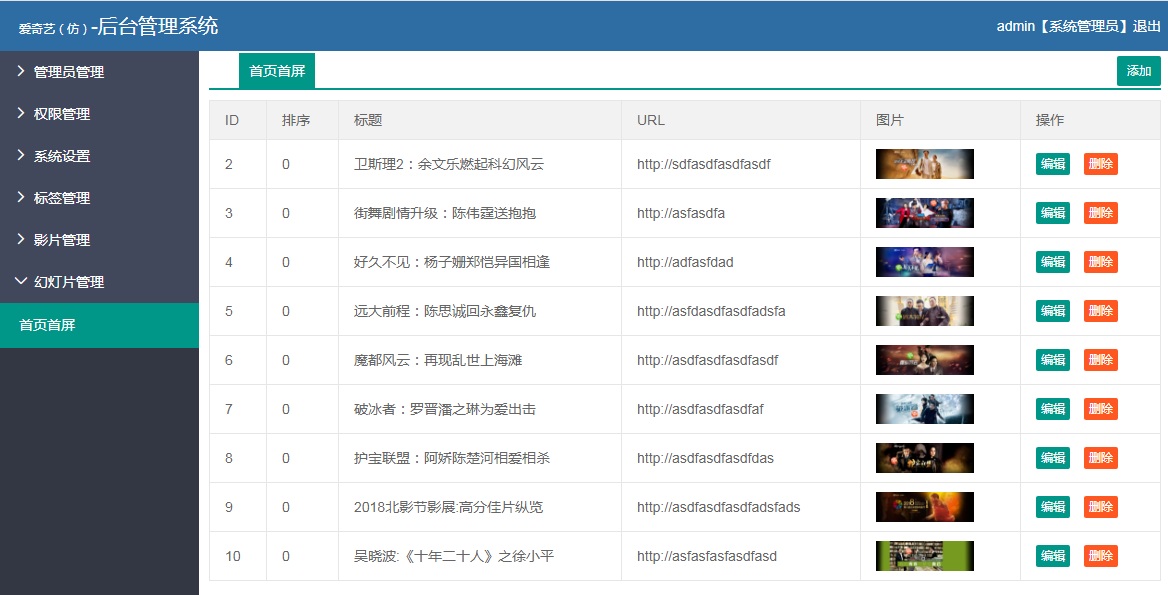 爱奇艺（仿）-后台管理系统
admin【系统管理员】退出
管理员管理
权限管理
系统设置
标签管理
影片管理
幻灯片管理
首页首屏
首页首屏
添加
ID 排序 标题 URL 图片 操作
2 0 卫斯理2：余文乐燃起科幻风云 http://sdfasdfasdfasdf 编辑 删除
3 0 街舞剧情升级：陈伟霆送抱抱 http://asfasdfa 编辑 删除
4 0 好久不见：杨子姗郑恺异国相逢 http://adfasfdad 编辑 删除
5 0 远大前程：陈思诚回永鑫复仇 http://asfdasdfasdfadsfa 编辑 删除
6 0 魔都风云：再现乱世上海滩 http://asdfasdfasdfasdf 编辑 删除
7 0 破冰者：罗晋潘之琳为爱出击 http://asdfasdfasdfaf 编辑 删除
8 0 护宝联盟：阿娇陈楚河相爱相杀 http://asdfasdfasdfdas 编辑 删除
9 0 2018北影节影展:高分佳片纵览 http://asdfasdfasdfadsfads 编辑 删除
10 0 吴晓波:《十年二十人》之徐小平 http://asfasfasfasdfasd 编辑 删除